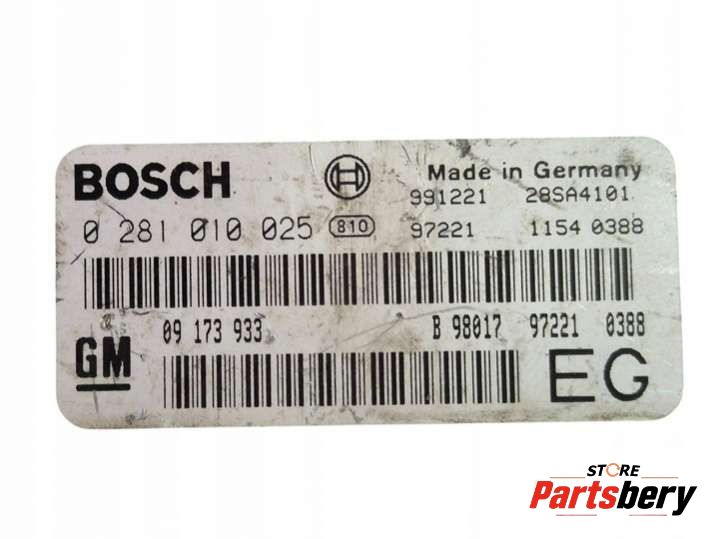 BOSCH Made in Germany
991221 28SA4101
0 281 010 025 810 97221 1154 0388
09 173 933 B 98017 97221 0388
GM EG
STORE
Partsbery